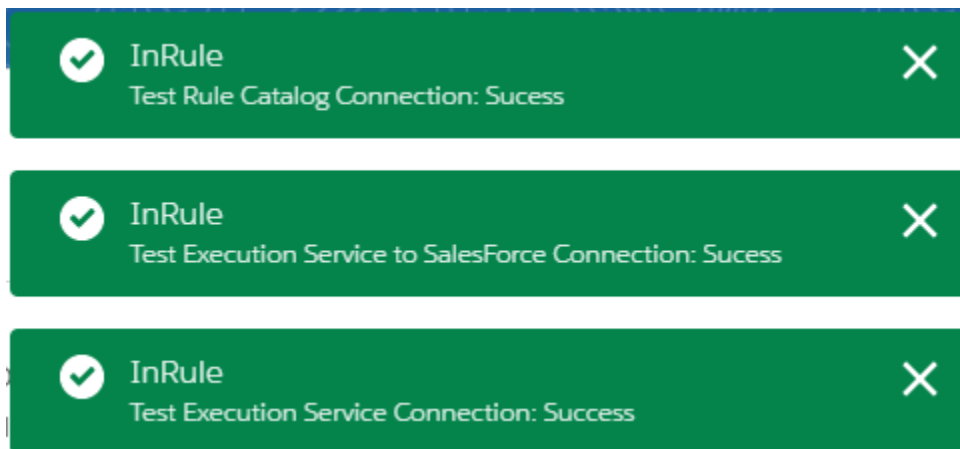 InRule
Test Rule Catalog Connection: Sucess
InRule
Test Execution Service to SalesForce Connection: Sucess
InRule
Test Execution Service Connection: Success